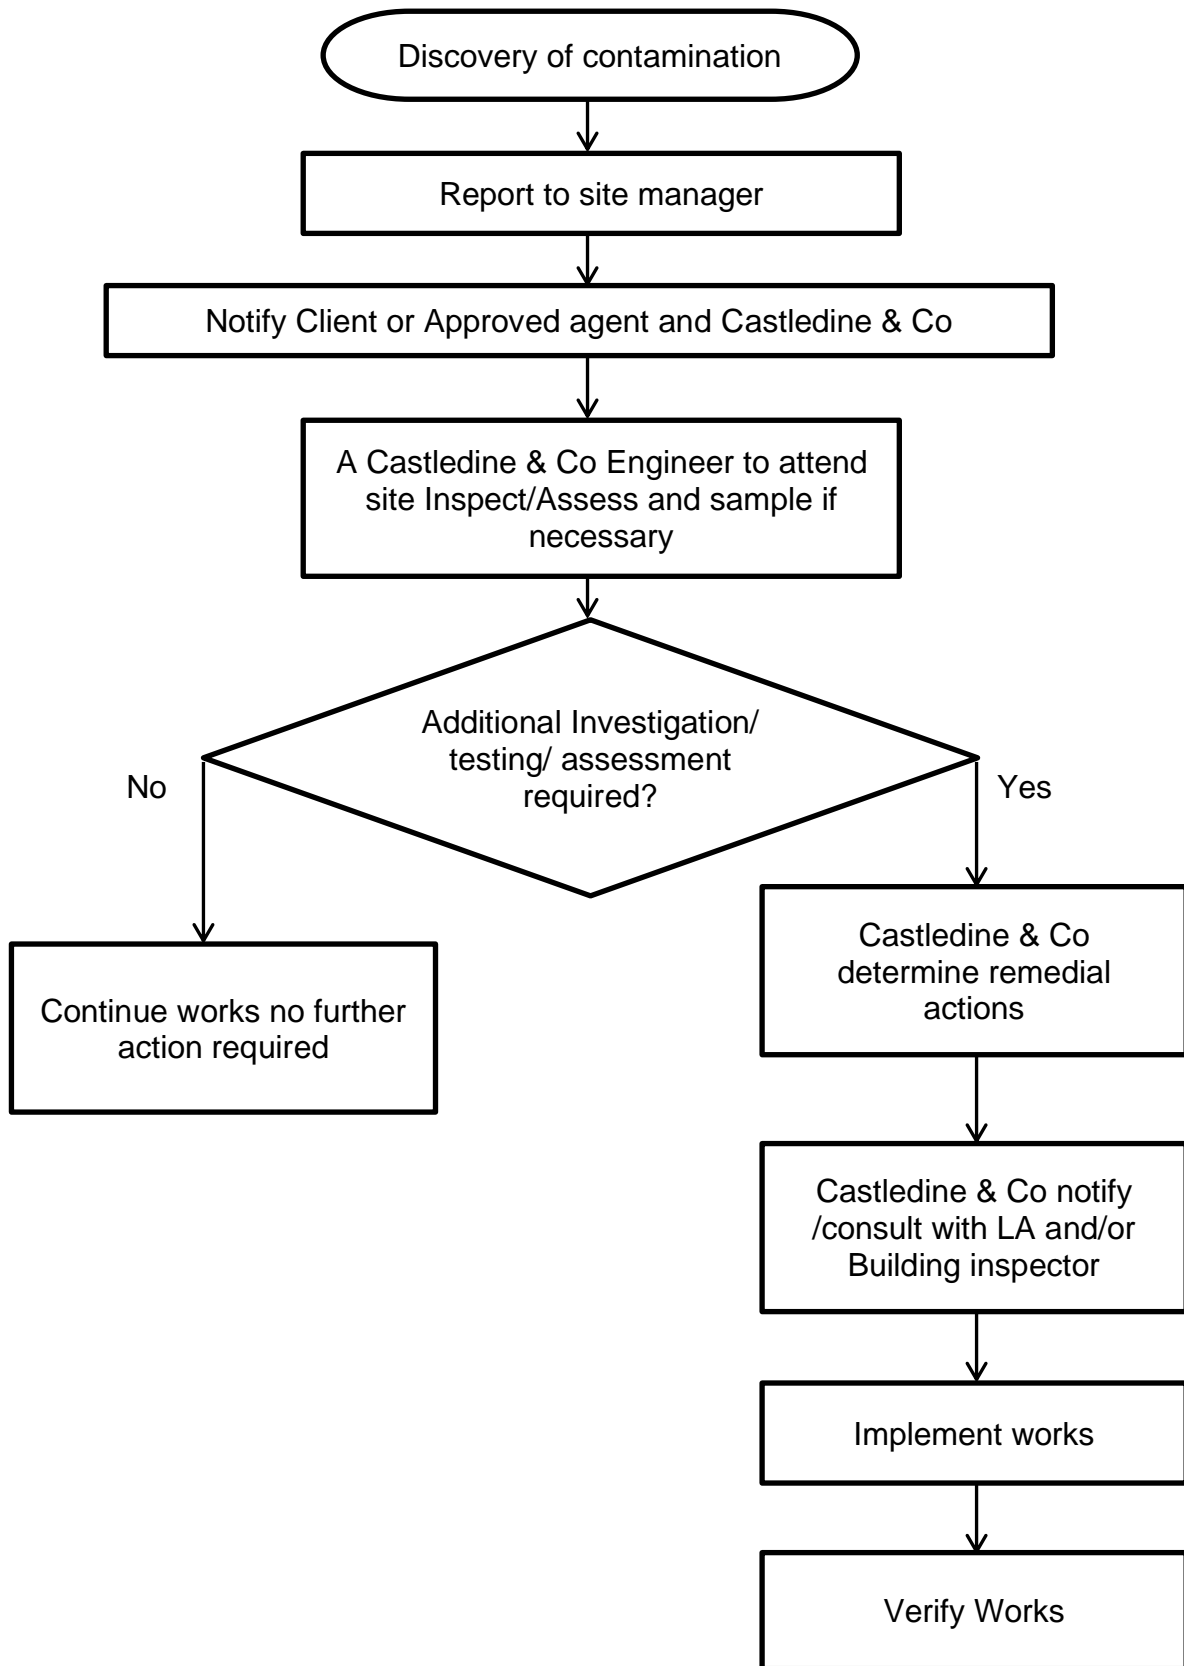 Discovery of contamination
Report to site manager
Notify Client or Approved agent and Castledine & Co
A Castledine & Co Engineer to attend
site Inspect/Assess and sample if
necessary
Additional Investigation/
testing/ assessment
required?
No
Yes
Continue works no further
action required
Castledine & Co
determine remedial
actions
Castledine & Co notify
/consult with LA and/or
Building inspector
Implement works
Verify Works